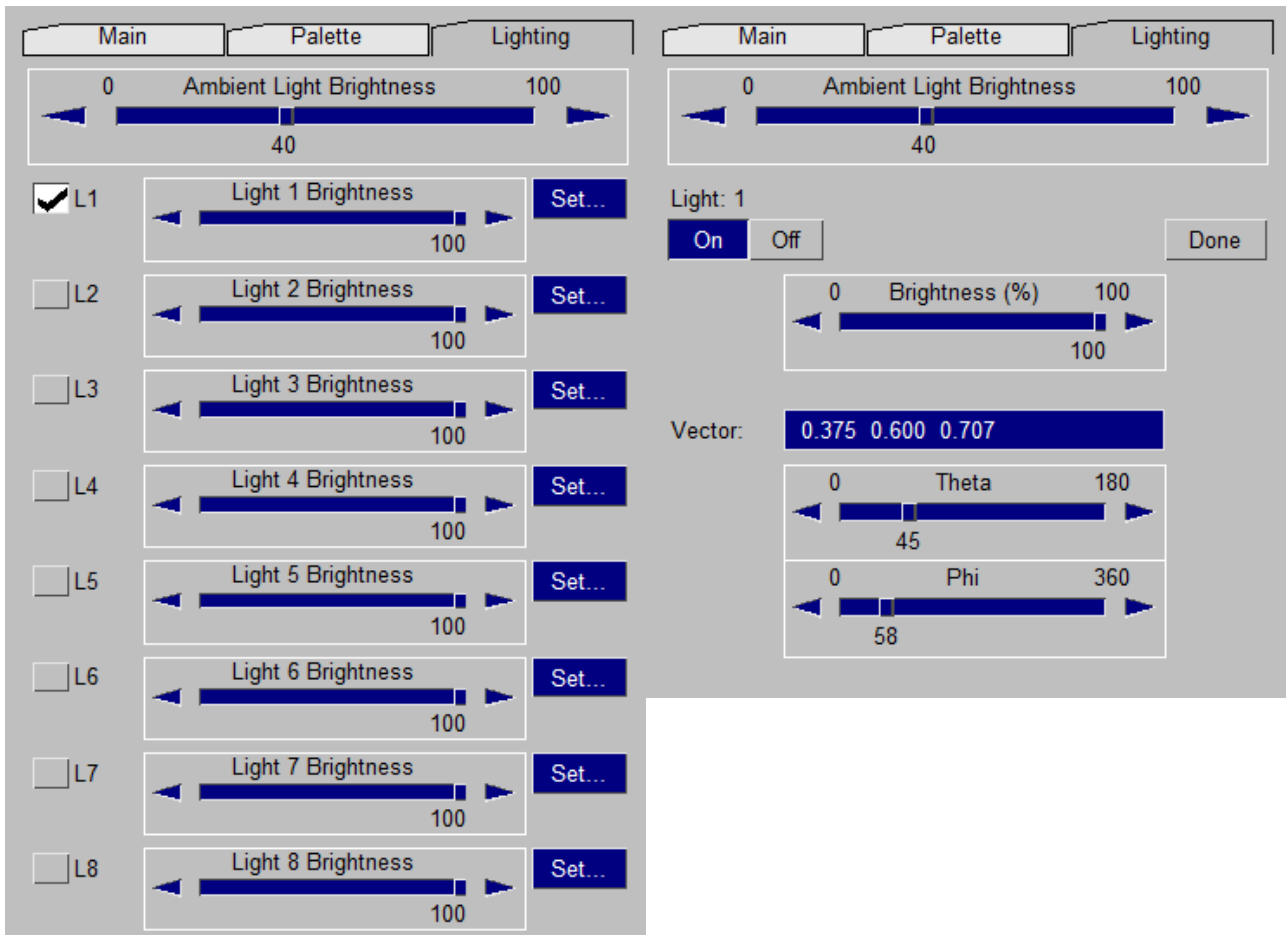 Main Palette Lighting
0 Ambient Light Brightness 100
40
L1 Light 1 Brightness Set...
100
L2 Light 2 Brightness Set...
100
L3 Light 3 Brightness Set...
100
L4 Light 4 Brightness Set...
100
L5 Light 5 Brightness Set...
100
L6 Light 6 Brightness Set...
100
L7 Light 7 Brightness Set...
100
L8 Light 8 Brightness Set...
100
Main Palette Lighting
0 Ambient Light Brightness 100
40
Light: 1
On Off Done
0 Brightness (%) 100
100
Vector: 0.375 0.600 0.707
0 Theta 180
45
0 Phi 360
58